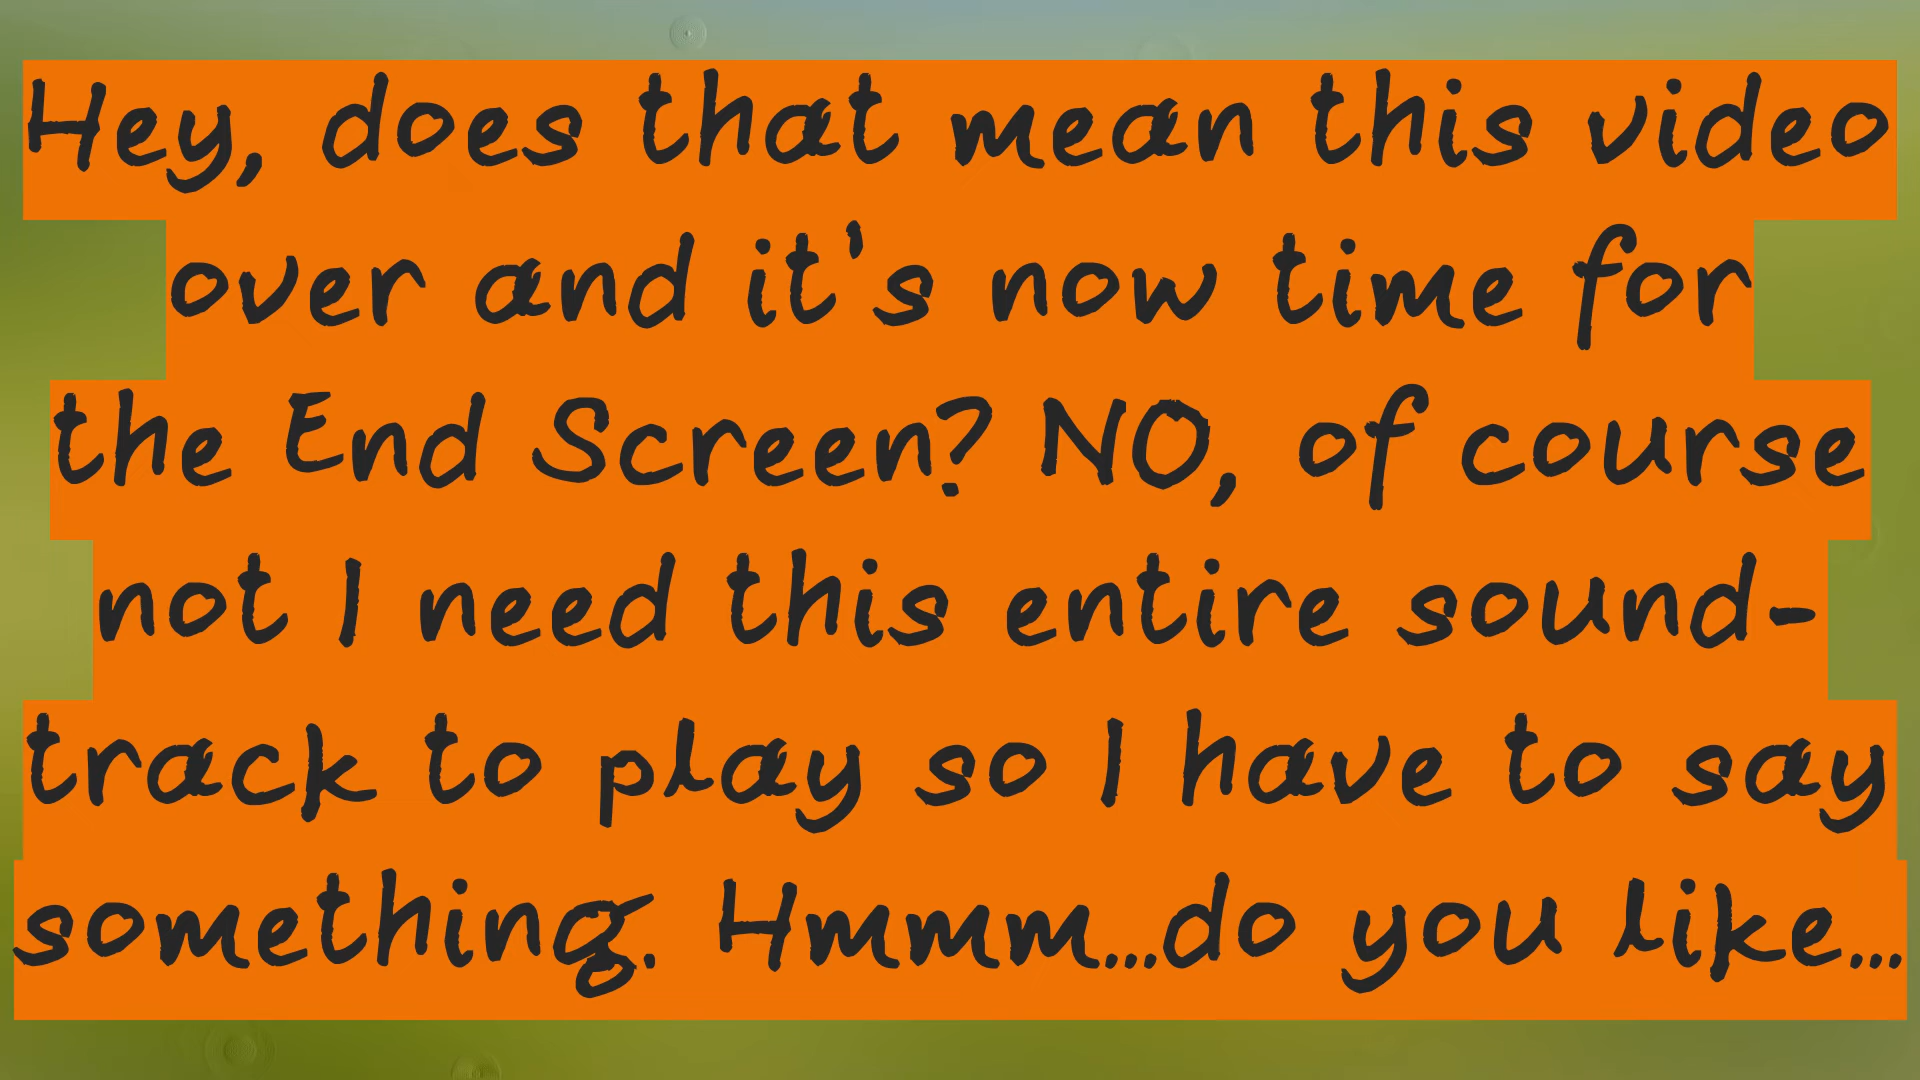 Hey, does that mean this video
over and it's now time for
the End Screen? NO, of course
not I need this entire sound-
track to play so I have to say
something. Hmmm...do you like...